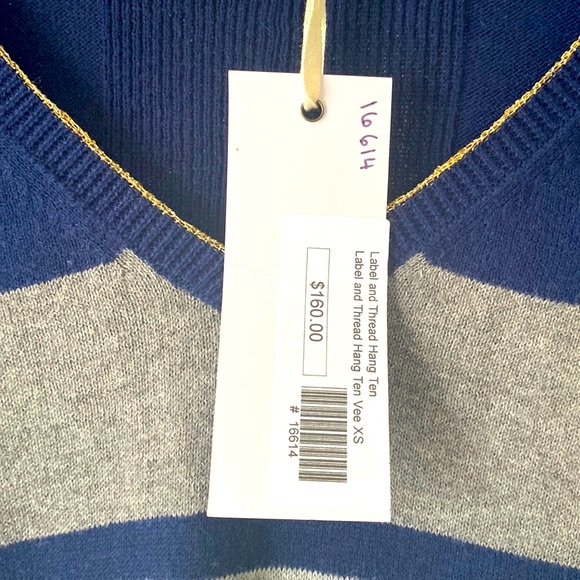 16614
Label and Thread Hang Ten
Label and Thread Hang Ten Vee XS
$160.00
# 16614